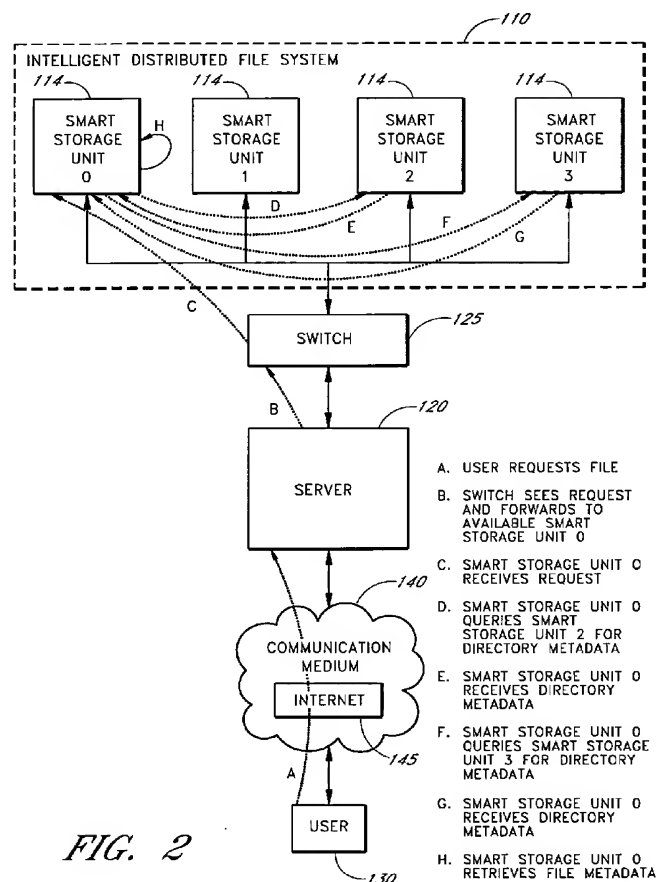 110
INTELLIGENT DISTRIBUTED FILE SYSTEM
114
114
114
114
SMART
STORAGE
UNIT
0
H
SMART
STORAGE
UNIT
1
SMART
STORAGE
UNIT
2
SMART
STORAGE
UNIT
3
D
E
F
G
C
SWITCH
125
B
120
SERVER
140
COMMUNICATION
MEDIUM
INTERNET
145
A
USER
130
A. USER REQUESTS FILE
B. SWITCH SEES REQUEST
AND FORWARDS TO
AVAILABLE SMART
STORAGE UNIT 0
C. SMART STORAGE UNIT 0
RECEIVES REQUEST
D. SMART STORAGE UNIT 0
QUERIES SMART
STORAGE UNIT 2 FOR
DIRECTORY METADATA
E. SMART STORAGE UNIT 0
RECEIVES DIRECTORY
METADATA
F. SMART STORAGE UNIT 0
QUERIES SMART STORAGE
UNIT 3 FOR DIRECTORY
METADATA
G. SMART STORAGE UNIT 0
RECEIVES DIRECTORY
METADATA
H. SMART STORAGE UNIT 0
RETRIEVES FILE METADATA
FIG. 2